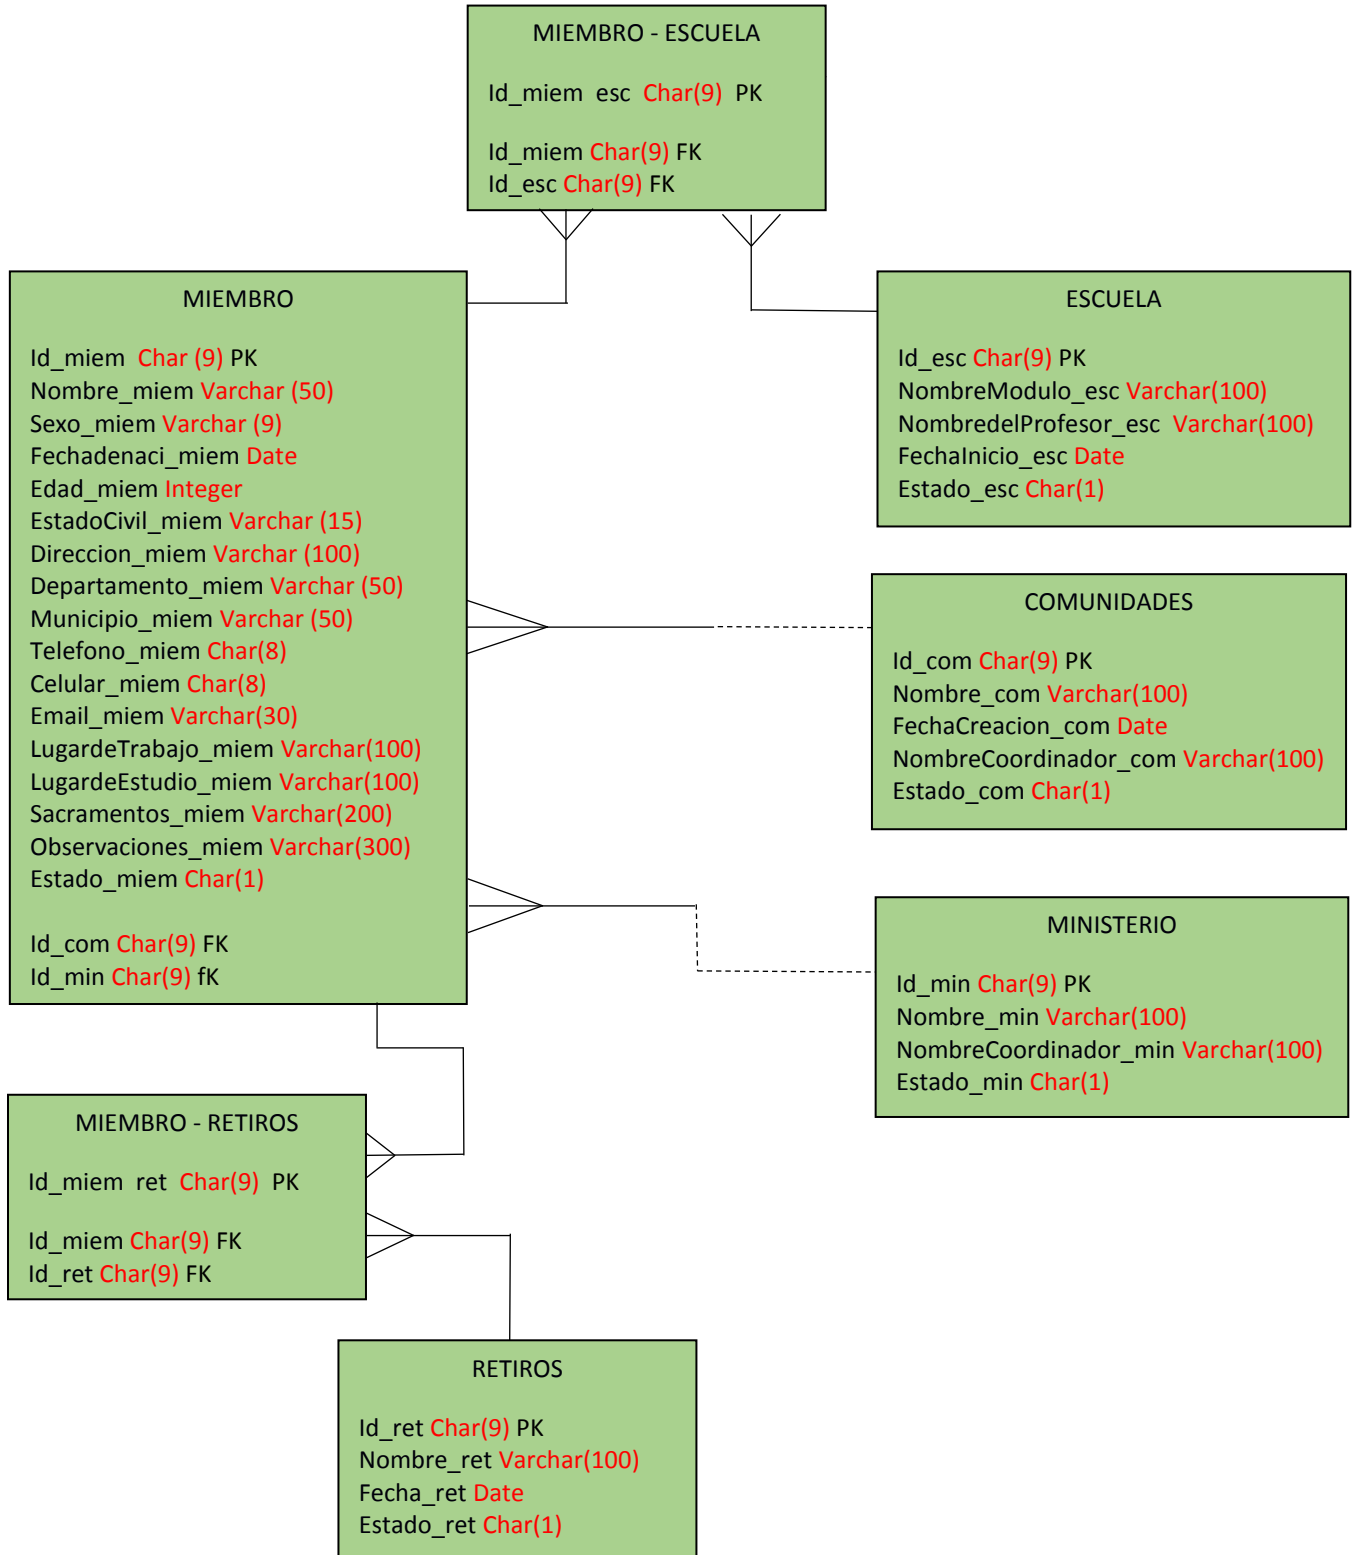 MIEMBRO - ESCUELA
Id_miem esc Char(9) PK
Id_miem Char(9) FK
Id_esc Char(9) FK
MIEMBRO
Id_miem Char (9) PK
Nombre_miem Varchar (50)
Sexo_miem Varchar (9)
Fechadenaci_miem Date
Edad_miem Integer
EstadoCivil_miem Varchar (15)
Direccion_miem Varchar (100)
Departamento_miem Varchar (50)
Municipio_miem Varchar (50)
Telefono_miem Char(8)
Celular_miem Char(8)
Email_miem Varchar(30)
LugardeTrabajo_miem Varchar(100)
LugardeEstudio_miem Varchar(100)
Sacramentos_miem Varchar(200)
Observaciones_miem Varchar(300)
Estado_miem Char(1)
Id_com Char(9) FK
Id_min Char(9) fK
ESCUELA
Id_esc Char(9) PK
NombreModulo_esc Varchar(100)
NombredelProfesor_esc Varchar(100)
FechaInicio_esc Date
Estado_esc Char(1)
COMUNIDADES
Id_com Char(9) PK
Nombre_com Varchar(100)
FechaCreacion_com Date
NombreCoordinador_com Varchar(100)
Estado_com Char(1)
MINISTERIO
Id_min Char(9) PK
Nombre_min Varchar(100)
NombreCoordinador_min Varchar(100)
Estado_min Char(1)
MIEMBRO - RETIROS
Id_miem ret Char(9) PK
Id_miem Char(9) FK
Id_ret Char(9) FK
RETIROS
Id_ret Char(9) PK
Nombre_ret Varchar(100)
Fecha_ret Date
Estado_ret Char(1)